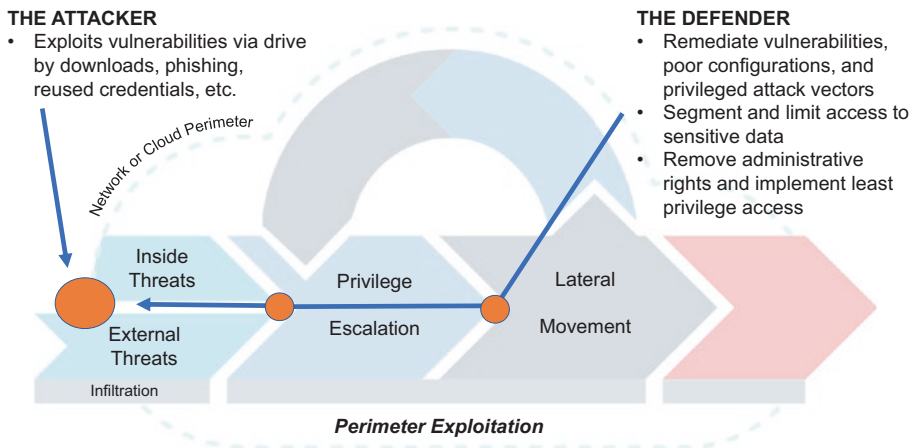 THE ATTACKER
• Exploits vulnerabilities via drive
by downloads, phishing,
reused credentials, etc.
THE DEFENDER
• Remediate vulnerabilities,
poor configurations, and
privileged attack vectors
• Segment and limit access to
sensitive data
• Remove administrative
rights and implement least
privilege access
Network or Cloud Perimeter
Inside
Threats
External
Threats
Infiltration
Privilege
Escalation
Lateral
Movement
Perimeter Exploitation